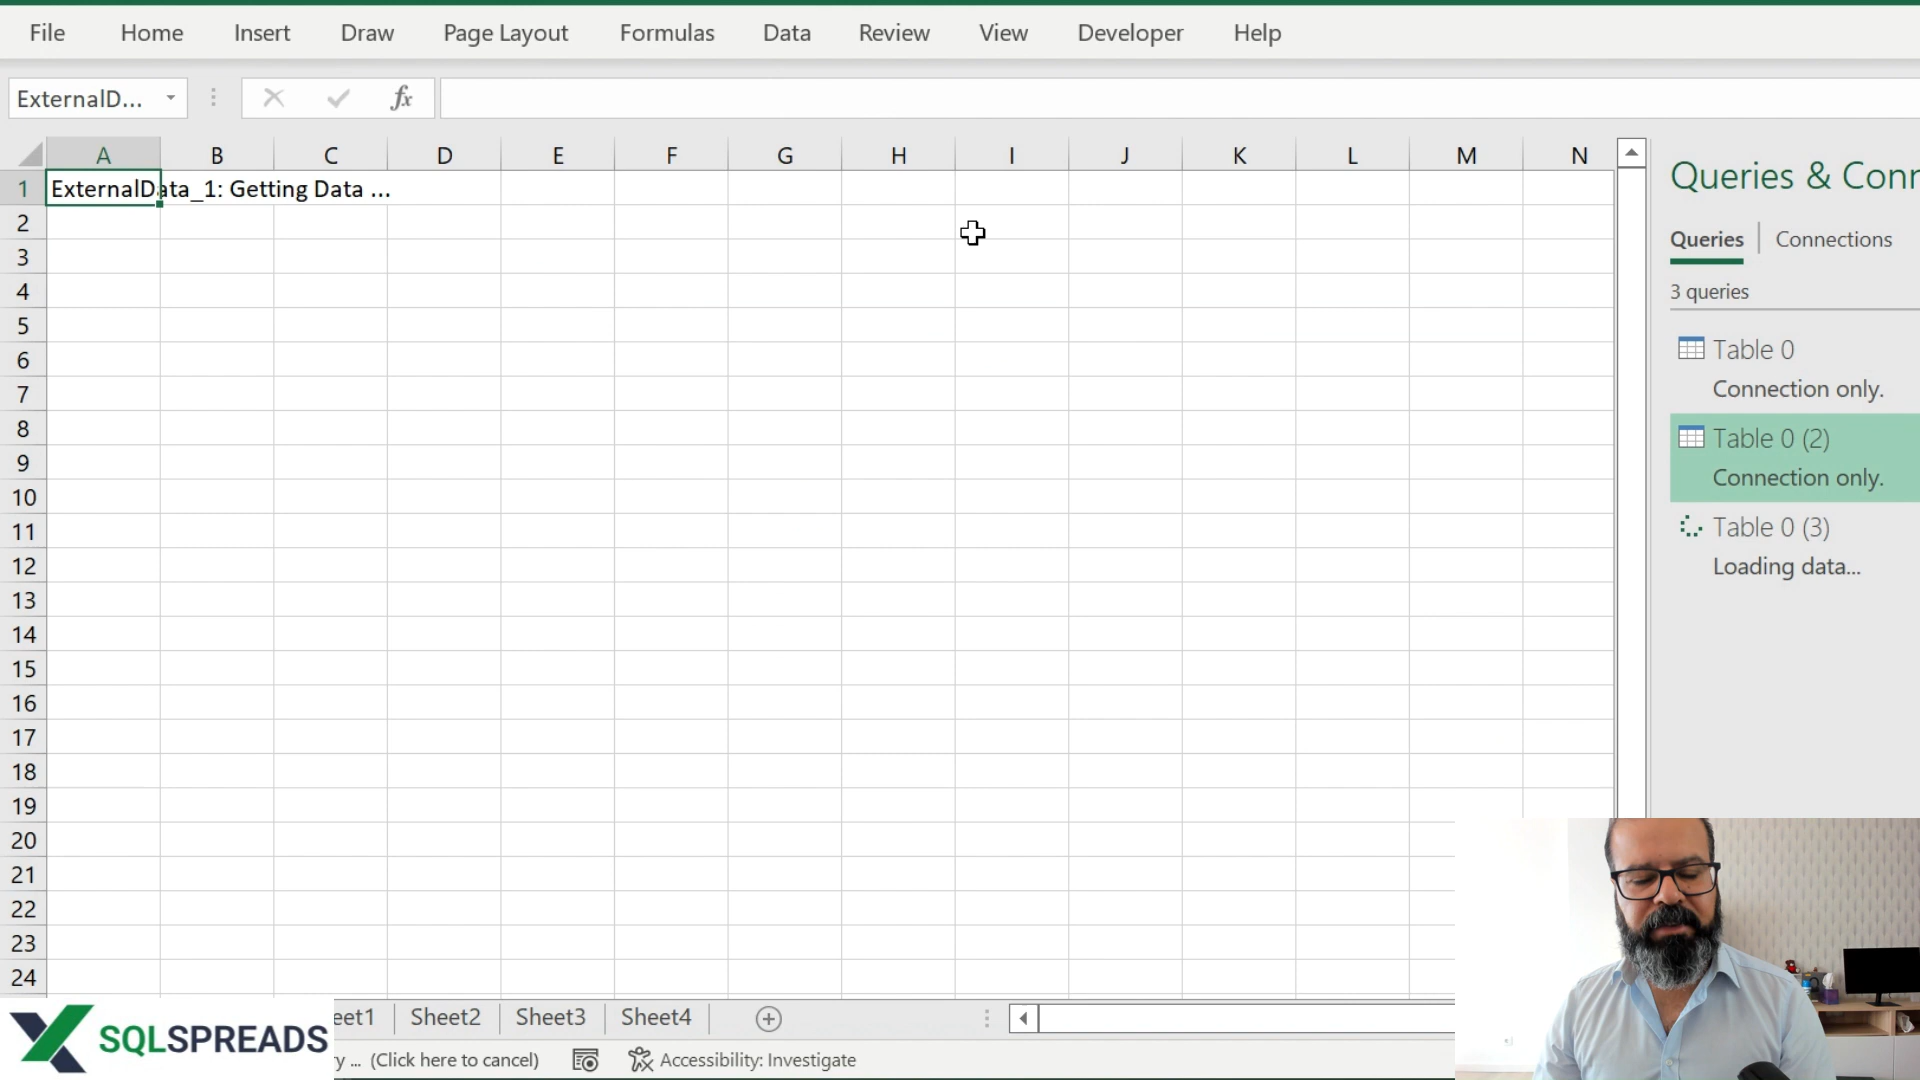 File Home Insert Draw Page Layout Formulas Data Review View Developer Help
ExternalD... fx
A B C D E F G H I J K L M N
1 ExternalData_1: Getting Data ...
2
3
4
5
6
7
8
9
10
11
12
13
14
15
16
17
18
19
20
21
22
23
24
Queries & Conn
Queries Connections
3 queries
Table 0
Connection only.
Table 0 (2)
Connection only.
Table 0 (3)
Loading data...
eet1 Sheet2 Sheet3 Sheet4
SQLSPREADS
ry ... (Click here to cancel) Accessibility: Investigate